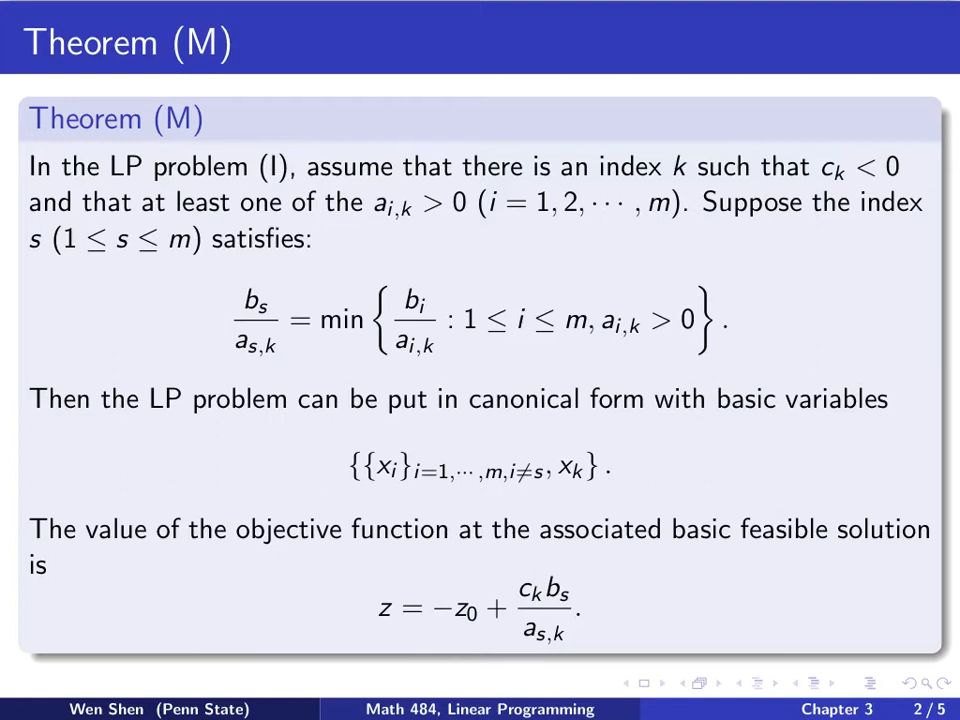 Theorem (M)
Theorem (M)
In the LP problem (I), assume that there is an index k such that c_k < 0
and that at least one of the a_{i,k} > 0 (i = 1, 2, ⋯ , m). Suppose the index
s (1 ≤ s ≤ m) satisfies:
b_s / a_{s,k} = min { b_i / a_{i,k} : 1 ≤ i ≤ m, a_{i,k} > 0 } .
Then the LP problem can be put in canonical form with basic variables
{{x_i}_{i=1,⋯ ,m,i≠s}, x_k} .
The value of the objective function at the associated basic feasible solution
is
z = −z_0 + c_k b_s / a_{s,k} .
Wen Shen (Penn State) Math 484, Linear Programming Chapter 3 2 / 5